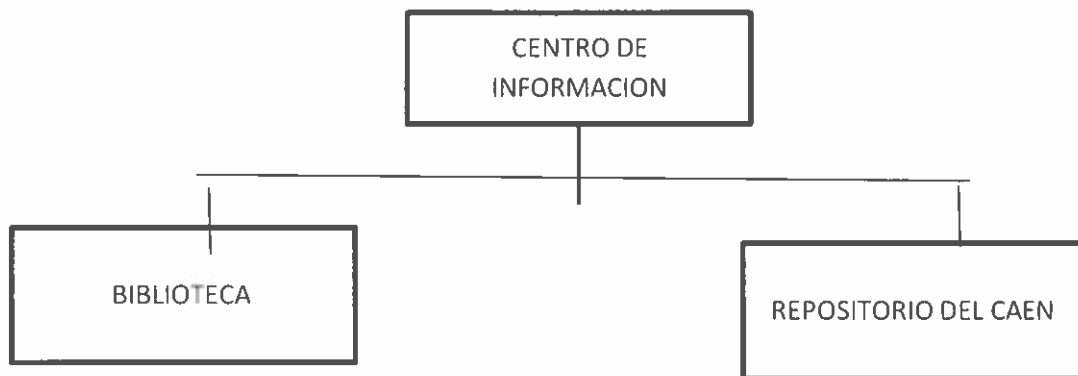 CENTRO DE
INFORMACION
BIBLIOTECA
REPOSITORIO DEL CAEN